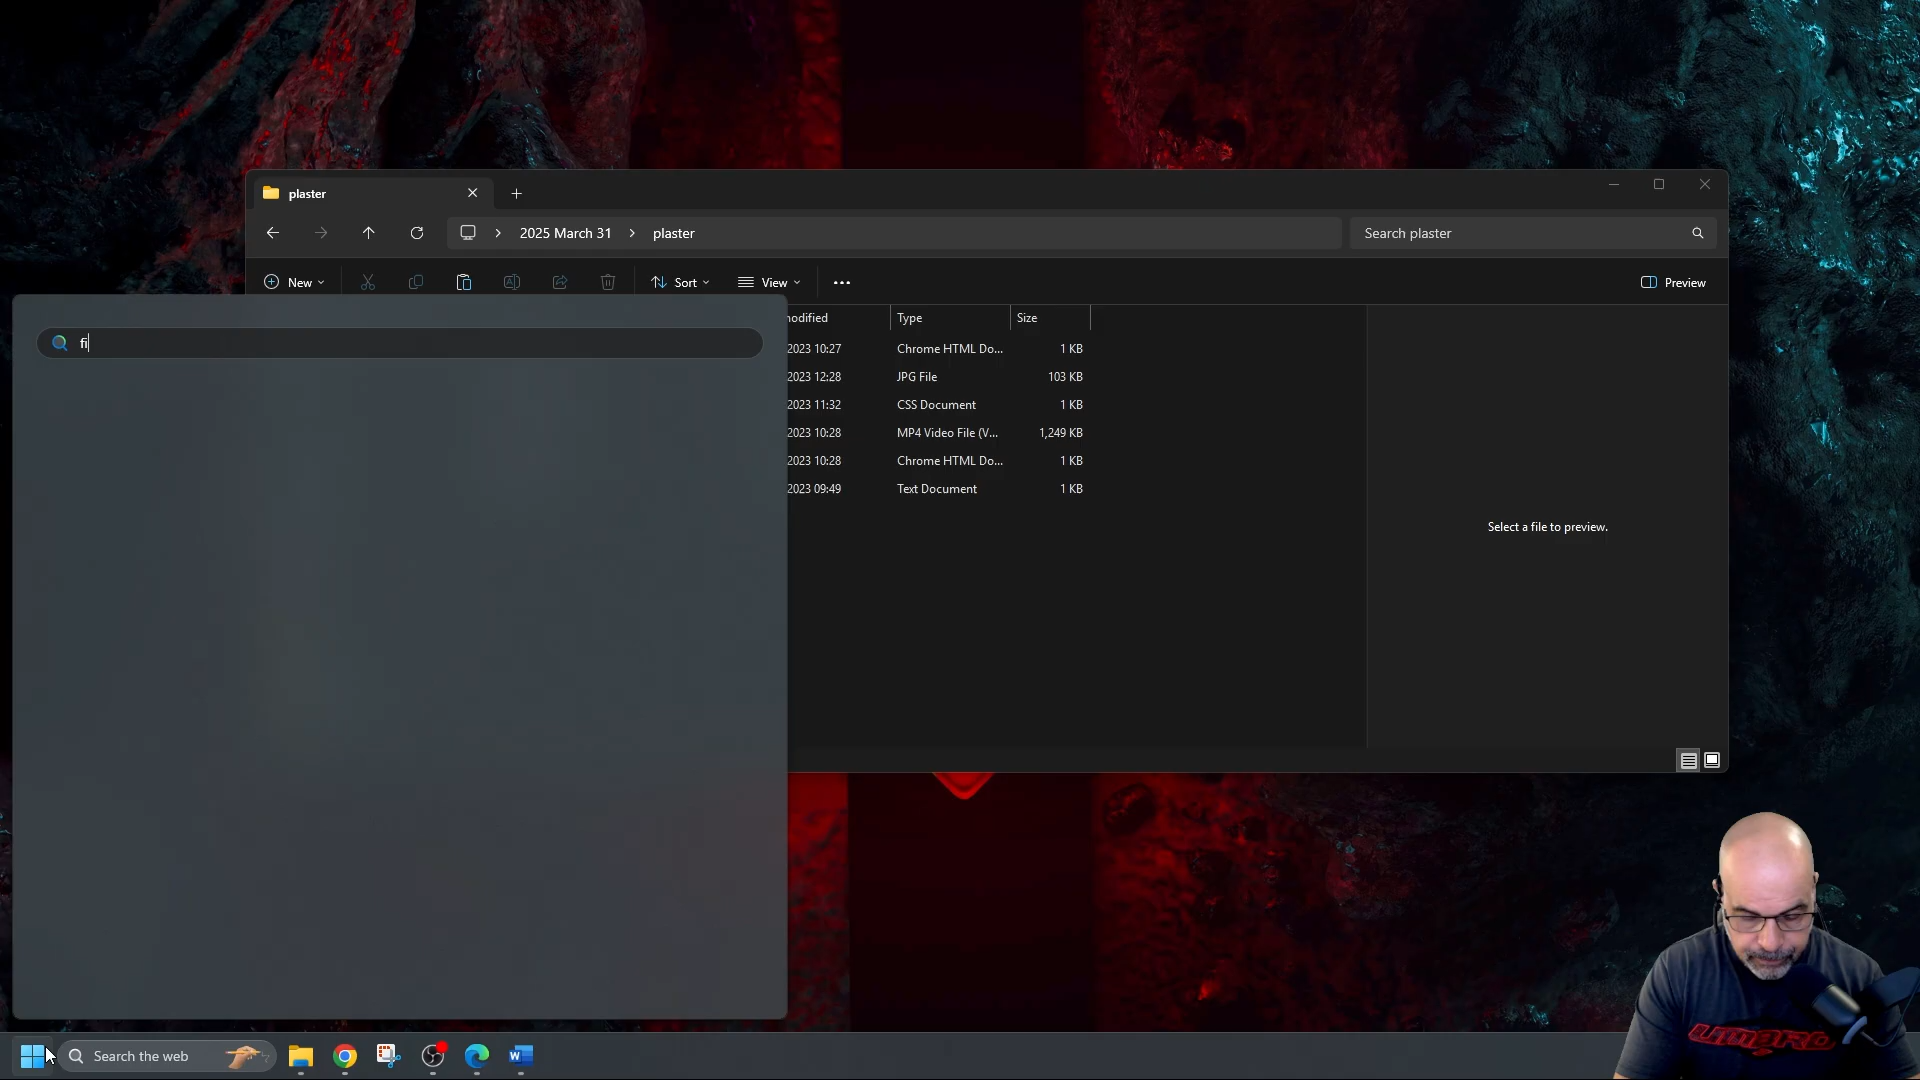 plaster
2025 March 31 > plaster
Search plaster
New
Sort
View
Preview
fi
modified
Type
Size
2023 10:27
Chrome HTML Do...
1 KB
2023 12:28
JPG File
103 KB
2023 11:32
CSS Document
1 KB
2023 10:28
MP4 Video File (V...
1,249 KB
2023 10:28
Chrome HTML Do...
1 KB
2023 09:49
Text Document
1 KB
Select a file to preview.
UMBRO
Search the web